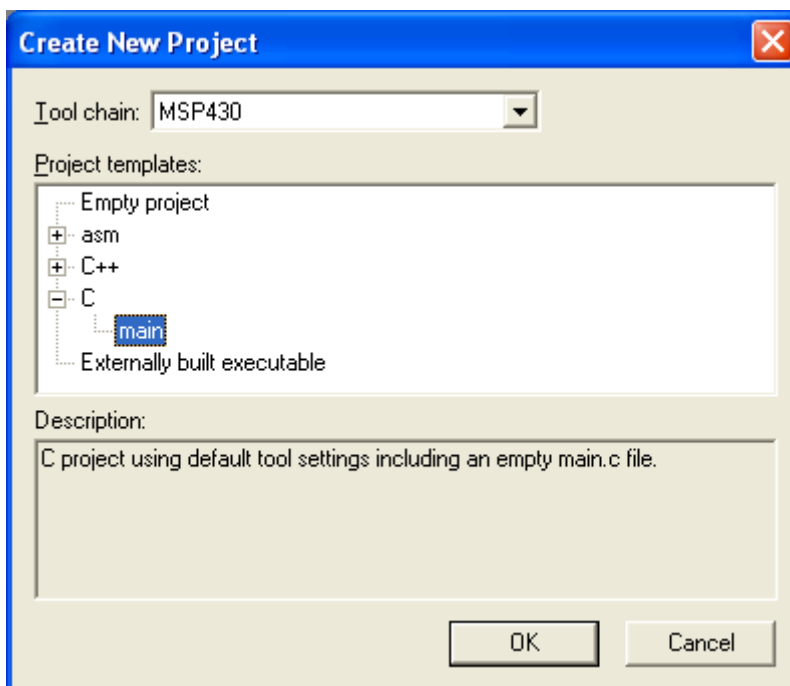 Create New Project
Tool chain: MSP430
Project templates:
Empty project
asm
C++
C
main
Externally built executable
Description:
C project using default tool settings including an empty main.c file.
OK Cancel